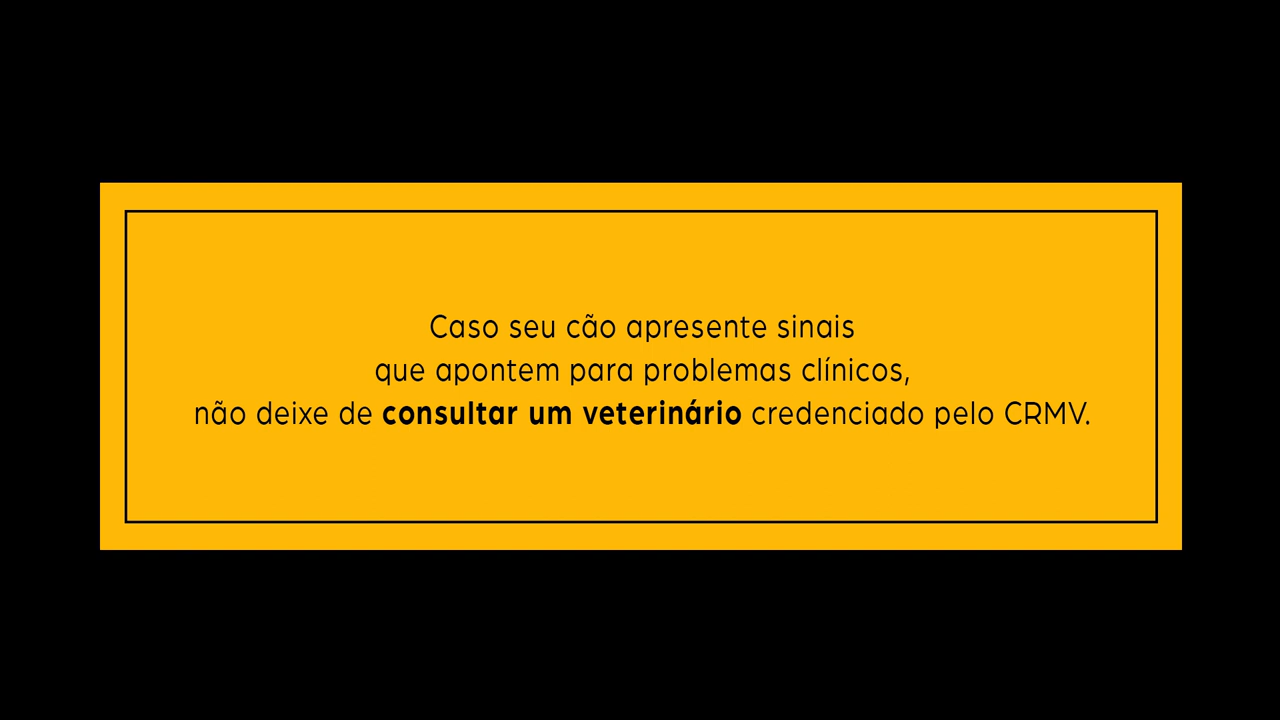 Caso seu cão apresente sinais
que apontem para problemas clínicos,
não deixe de consultar um veterinário credenciado pelo CRMV.